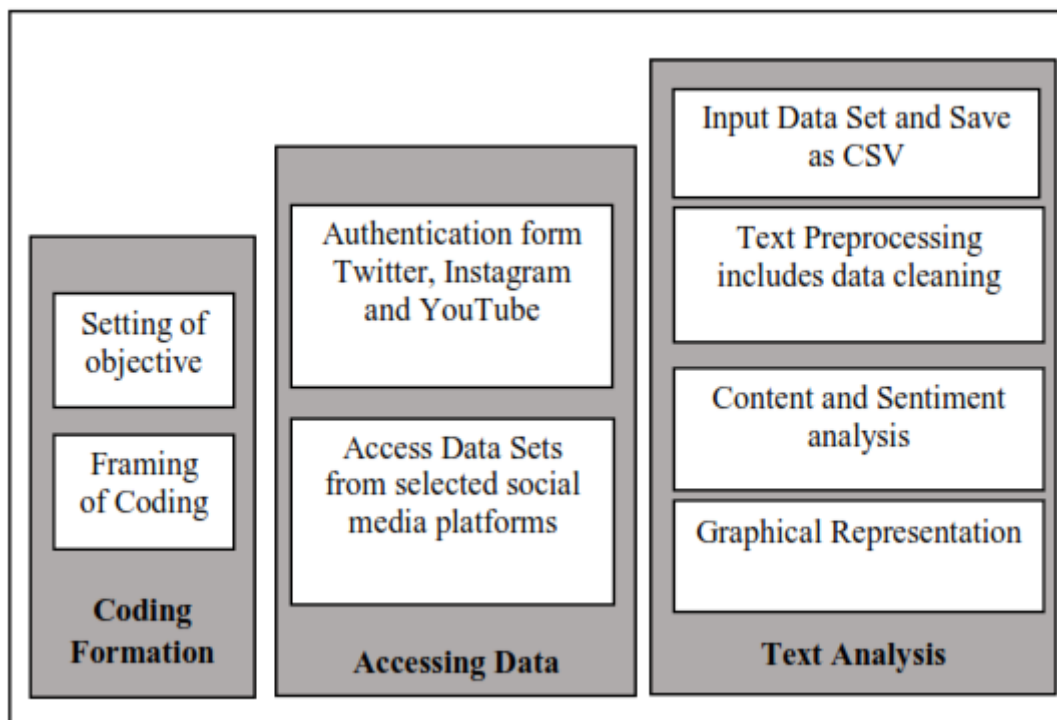 Setting of
objective
Framing
of Coding
Coding
Formation
Authentication form
Twitter, Instagram
and YouTube
Access Data Sets
from selected social
media platforms
Accessing Data
Input Data Set and Save
as CSV
Text Preprocessing
includes data cleaning
Content and Sentiment
analysis
Graphical Representation
Text Analysis